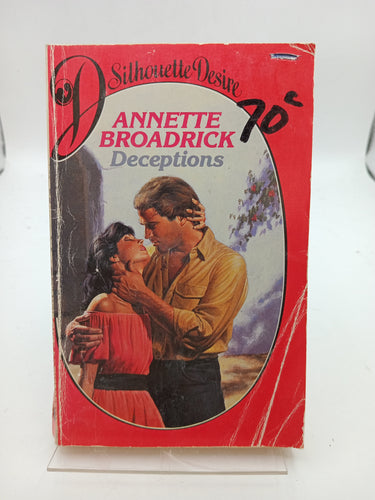 Silhouette Desire
70c
ANNETTE
BROADRICK
Deceptions